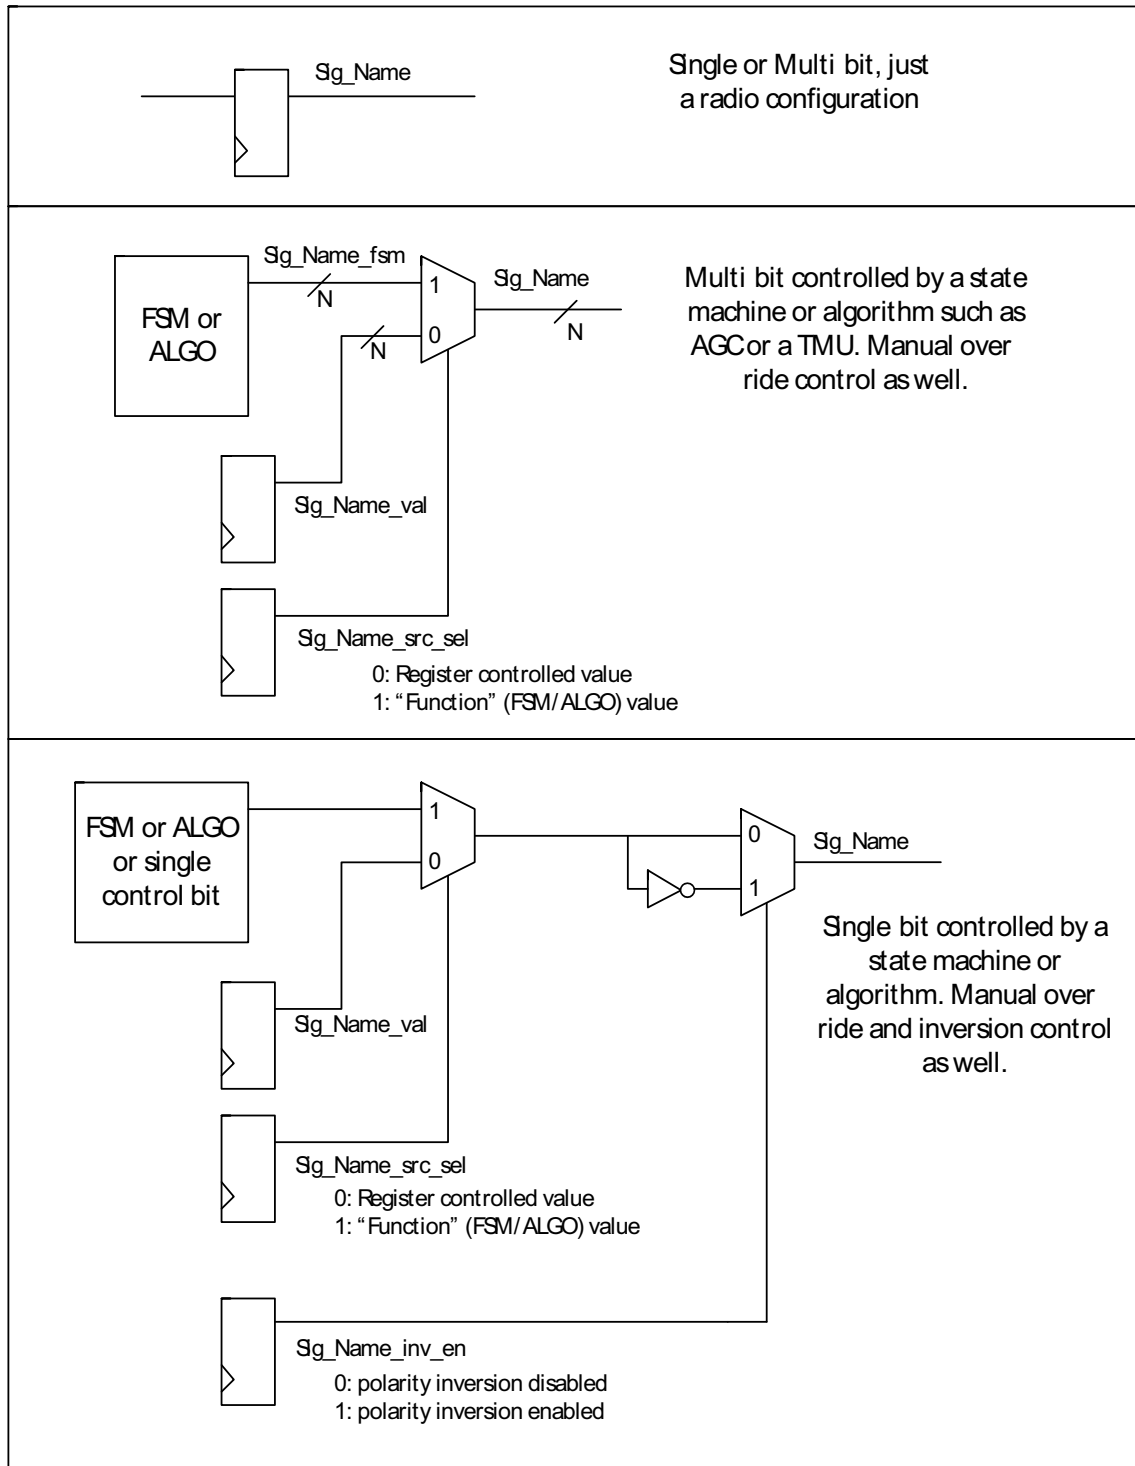 Sig_Name
Single or Multi bit, just
a radio configuration
Sig_Name_fsm
N
1
0
N
Sig_Name
N
FSM or
ALGO
Multi bit controlled by a state
machine or algorithm such as
AGC or a TMU. Manual over
ride control as well.
Sig_Name_val
Sig_Name_src_sel
0: Register controlled value
1: "Function" (FSM/ALGO) value
FSM or ALGO
or single
control bit
1
0
0
1
Sig_Name
Single bit controlled by a
state machine or
algorithm. Manual over
ride and inversion control
as well.
Sig_Name_val
Sig_Name_src_sel
0: Register controlled value
1: "Function" (FSM/ALGO) value
Sig_Name_inv_en
0: polarity inversion disabled
1: polarity inversion enabled